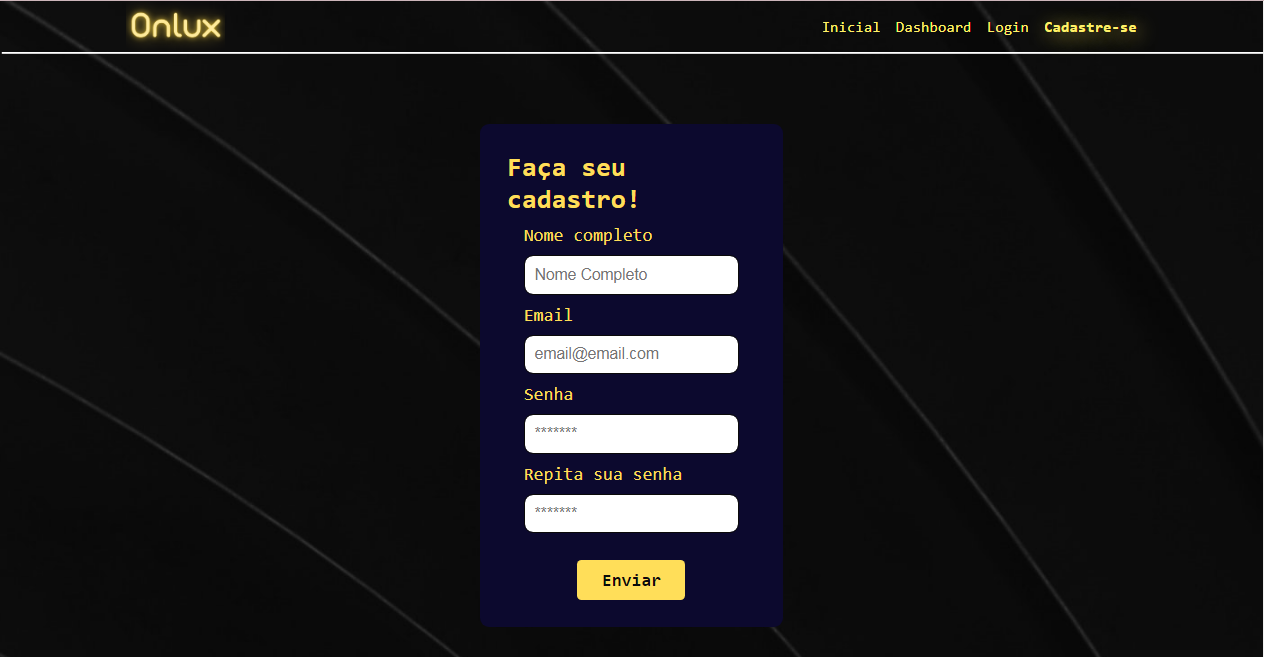 Onlux
Inicial Dashboard Login Cadastre-se
Faça seu
cadastro!
Nome completo
Nome Completo
Email
email@email.com
Senha
*******
Repita sua senha
*******
Enviar